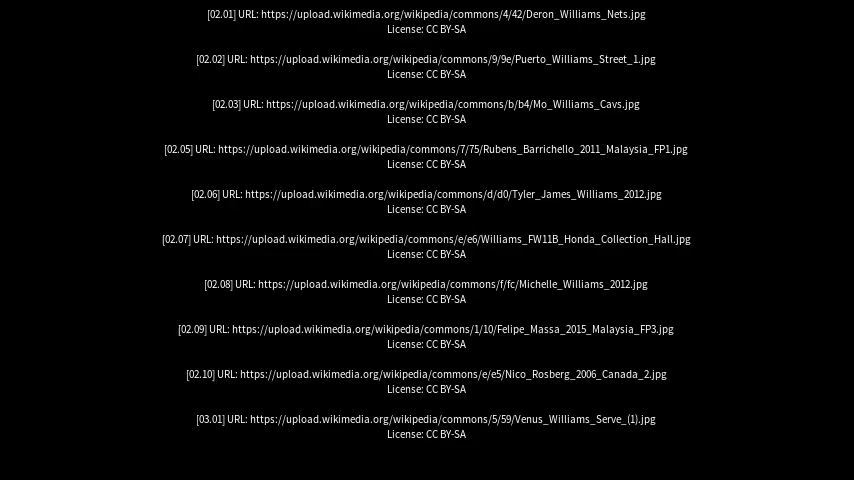 [02.01] URL: https://upload.wikimedia.org/wikipedia/commons/4/42/Deron_Williams_Nets.jpg
License: CC BY-SA
[02.02] URL: https://upload.wikimedia.org/wikipedia/commons/9/9e/Puerto_Williams_Street_1.jpg
License: CC BY-SA
[02.03] URL: https://upload.wikimedia.org/wikipedia/commons/b/b4/Mo_Williams_Cavs.jpg
License: CC BY-SA
[02.05] URL: https://upload.wikimedia.org/wikipedia/commons/7/75/Rubens_Barrichello_2011_Malaysia_FP1.jpg
License: CC BY-SA
[02.06] URL: https://upload.wikimedia.org/wikipedia/commons/d/d0/Tyler_James_Williams_2012.jpg
License: CC BY-SA
[02.07] URL: https://upload.wikimedia.org/wikipedia/commons/e/e6/Williams_FW11B_Honda_Collection_Hall.jpg
License: CC BY-SA
[02.08] URL: https://upload.wikimedia.org/wikipedia/commons/f/fc/Michelle_Williams_2012.jpg
License: CC BY-SA
[02.09] URL: https://upload.wikimedia.org/wikipedia/commons/1/10/Felipe_Massa_2015_Malaysia_FP3.jpg
License: CC BY-SA
[02.10] URL: https://upload.wikimedia.org/wikipedia/commons/e/e5/Nico_Rosberg_2006_Canada_2.jpg
License: CC BY-SA
[03.01] URL: https://upload.wikimedia.org/wikipedia/commons/5/59/Venus_Williams_Serve_(1).jpg
License: CC BY-SA